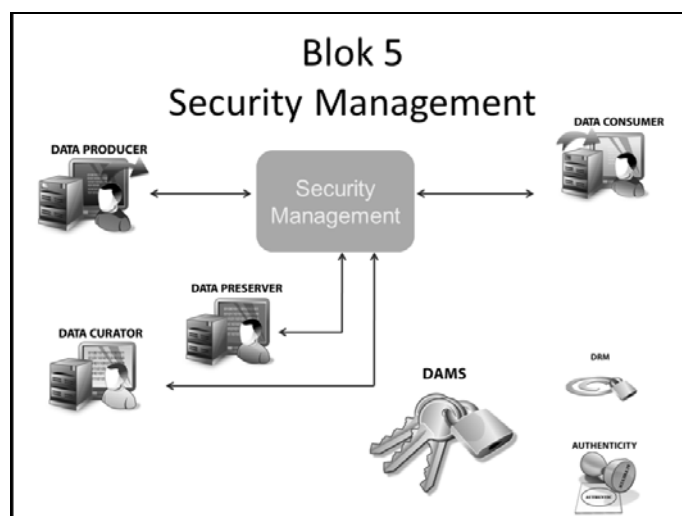 Blok 5
Security Management
DATA PRODUCER
DATA CONSUMER
Security
Management
DATA PRESERVER
DATA CURATOR
DAMS
DRM
AUTHENTICITY